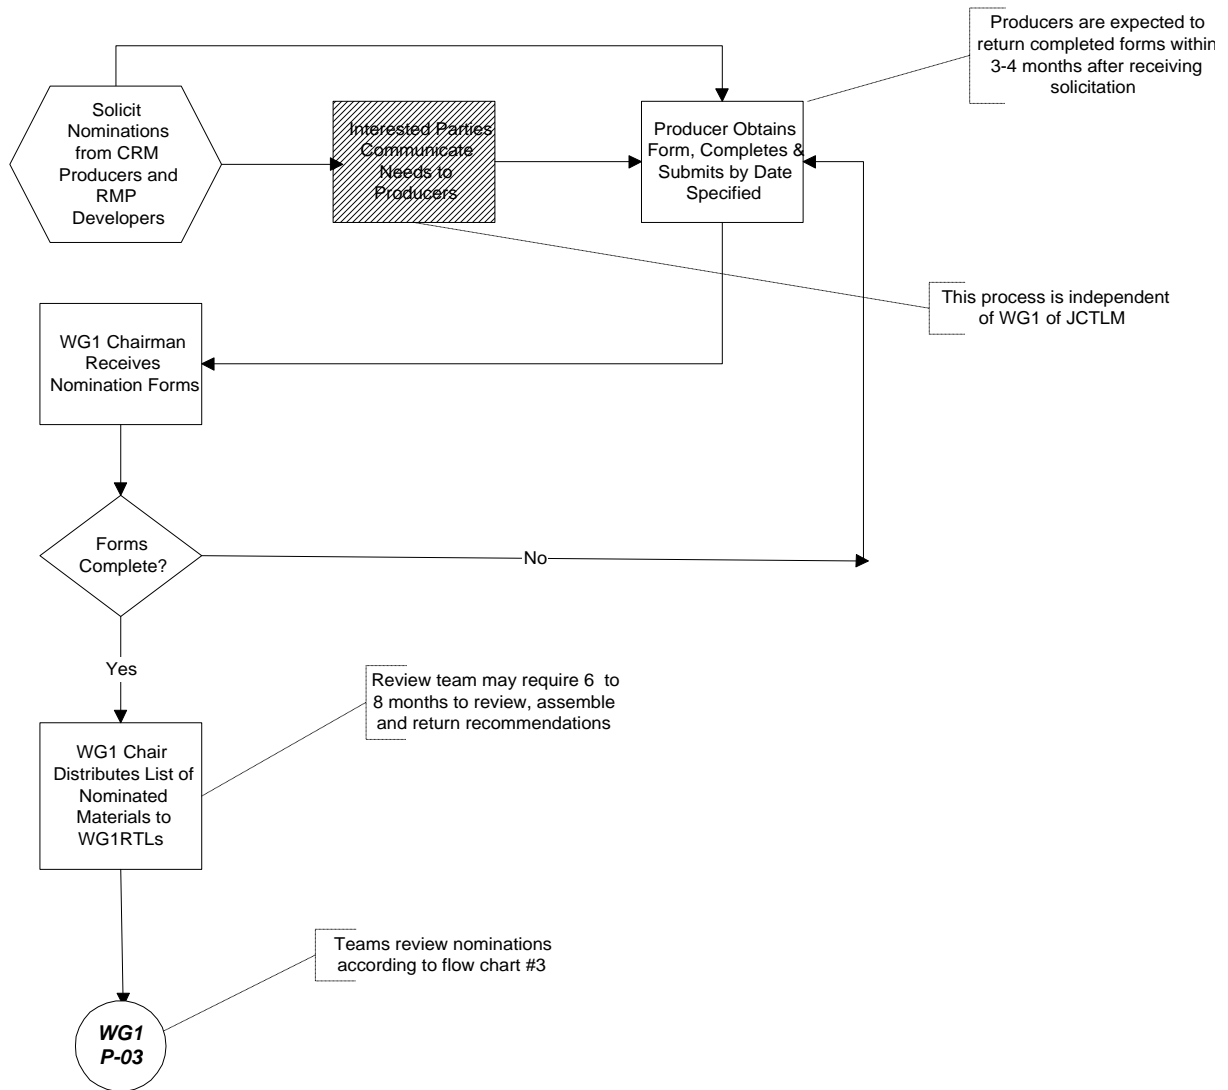 Producers are expected to
return completed forms within
3-4 months after receiving
solicitation
Solicit
Nominations
from CRM
Producers and
RMP
Developers
Interested Parties
Communicate
Needs to
Producers
Producer Obtains
Form, Completes &
Submits by Date
Specified
This process is independent
of WG1 of JCTLM
WG1 Chairman
Receives
Nomination Forms
Forms
Complete?
No
Yes
Review team may require 6 to
8 months to review, assemble
and return recommendations
WG1 Chair
Distributes List of
Nominated
Materials to
WG1RTLs
Teams review nominations
according to flow chart #3
WG1
P-03